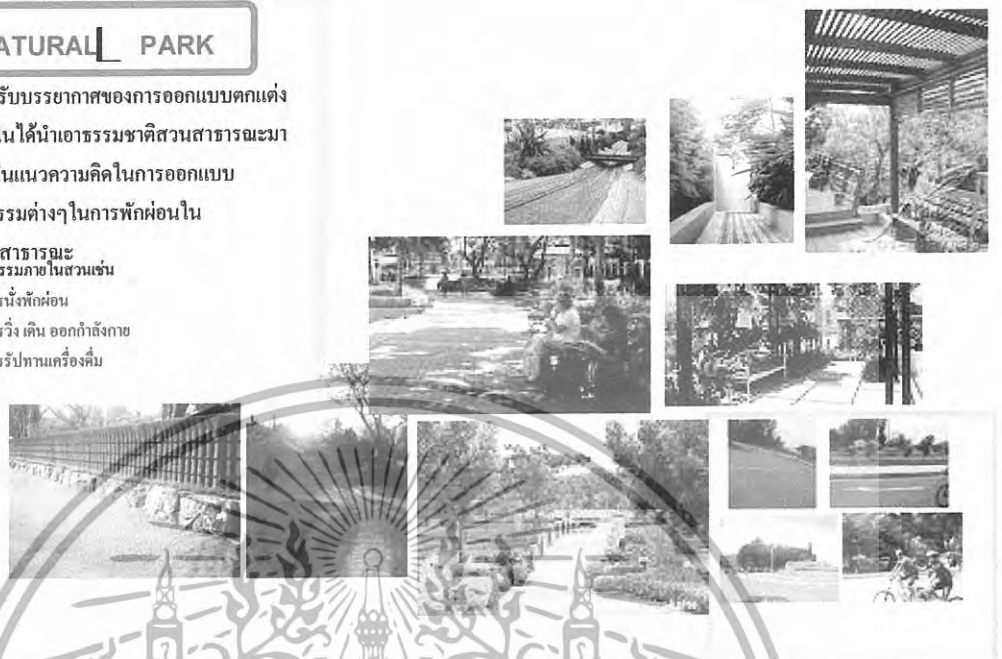 ATURAL PARK
รับบรรยากาศของการออกแบบตกแต่ง
นได้นำเอาธรรมชาติสวนสาธารณะมา
นแนวความคิดในการออกแบบ
รรมต่างๆในการพักผ่อนใน
สาธารณะ
รรมภายในสวนเช่น
รนั่งพักผ่อน
รวิ่ง เดิน ออกกำลังกาย
รรับทานเครื่องดื่ม